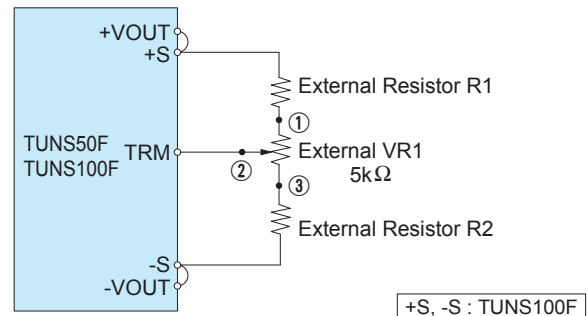 +VOUT
+S
External Resistor R1
①
TUNS50F
TUNS100F
TRM
②
External VR1
5kΩ
③
External Resistor R2
-S
-VOUT
+S, -S : TUNS100F